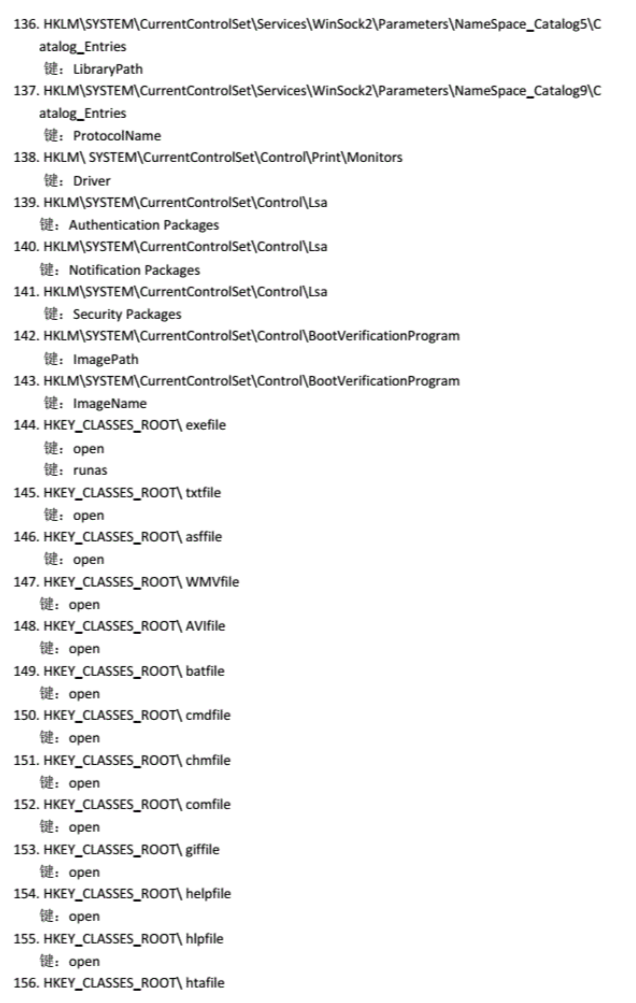 136. HKLM\SYSTEM\CurrentControlSet\Services\WinSock2\Parameters\NameSpace_Catalog5\C
atalog_Entries
键：LibraryPath
137. HKLM\SYSTEM\CurrentControlSet\Services\WinSock2\Parameters\NameSpace_Catalog9\C
atalog_Entries
键：ProtocolName
138. HKLM\ SYSTEM\CurrentControlSet\Control\Print\Monitors
键：Driver
139. HKLM\SYSTEM\CurrentControlSet\Control\Lsa
键：Authentication Packages
140. HKLM\SYSTEM\CurrentControlSet\Control\Lsa
键：Notification Packages
141. HKLM\SYSTEM\CurrentControlSet\Control\Lsa
键：Security Packages
142. HKLM\SYSTEM\CurrentControlSet\Control\BootVerificationProgram
键：ImagePath
143. HKLM\SYSTEM\CurrentControlSet\Control\BootVerificationProgram
键：ImageName
144. HKEY_CLASSES_ROOT\ exefile
键：open
键：runas
145. HKEY_CLASSES_ROOT\ txtfile
键：open
146. HKEY_CLASSES_ROOT\ asffile
键：open
147. HKEY_CLASSES_ROOT\ WMVfile
键：open
148. HKEY_CLASSES_ROOT\ AVIfile
键：open
149. HKEY_CLASSES_ROOT\ batfile
键：open
150. HKEY_CLASSES_ROOT\ cmdfile
键：open
151. HKEY_CLASSES_ROOT\ chmfile
键：open
152. HKEY_CLASSES_ROOT\ comfile
键：open
153. HKEY_CLASSES_ROOT\ giffile
键：open
154. HKEY_CLASSES_ROOT\ helpfile
键：open
155. HKEY_CLASSES_ROOT\ hlpfile
键：open
156. HKEY_CLASSES_ROOT\ htafile